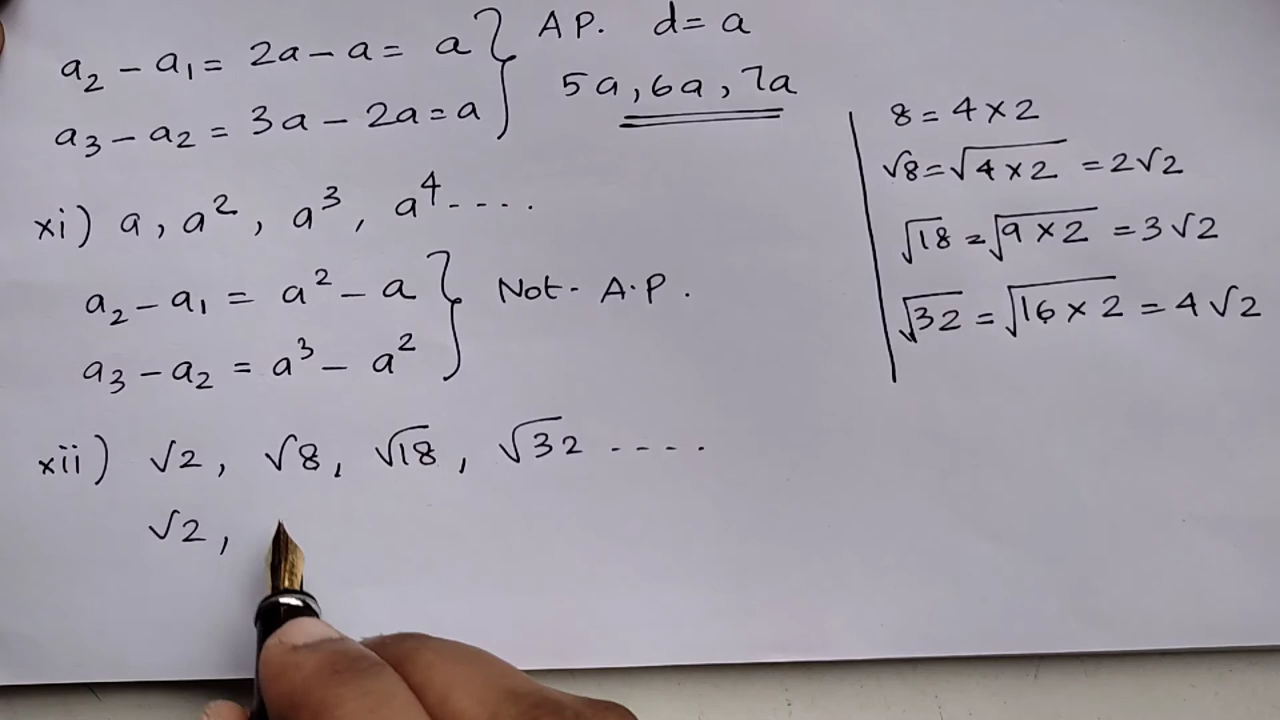 a₂ - a₁ = 2a - a = a } A P. d = a
a₃ - a₂ = 3a - 2a = a } 5a, 6a, 7a
xi) a, a², a³, a⁴ ....
a₂ - a₁ = a² - a } Not - A.P.
a₃ - a₂ = a³ - a²
xii) √2, √8, √18, √32 ....
√2,
8 = 4 × 2
√8 = √4 × 2 = 2√2
√18 = √9 × 2 = 3√2
√32 = √16 × 2 = 4√2